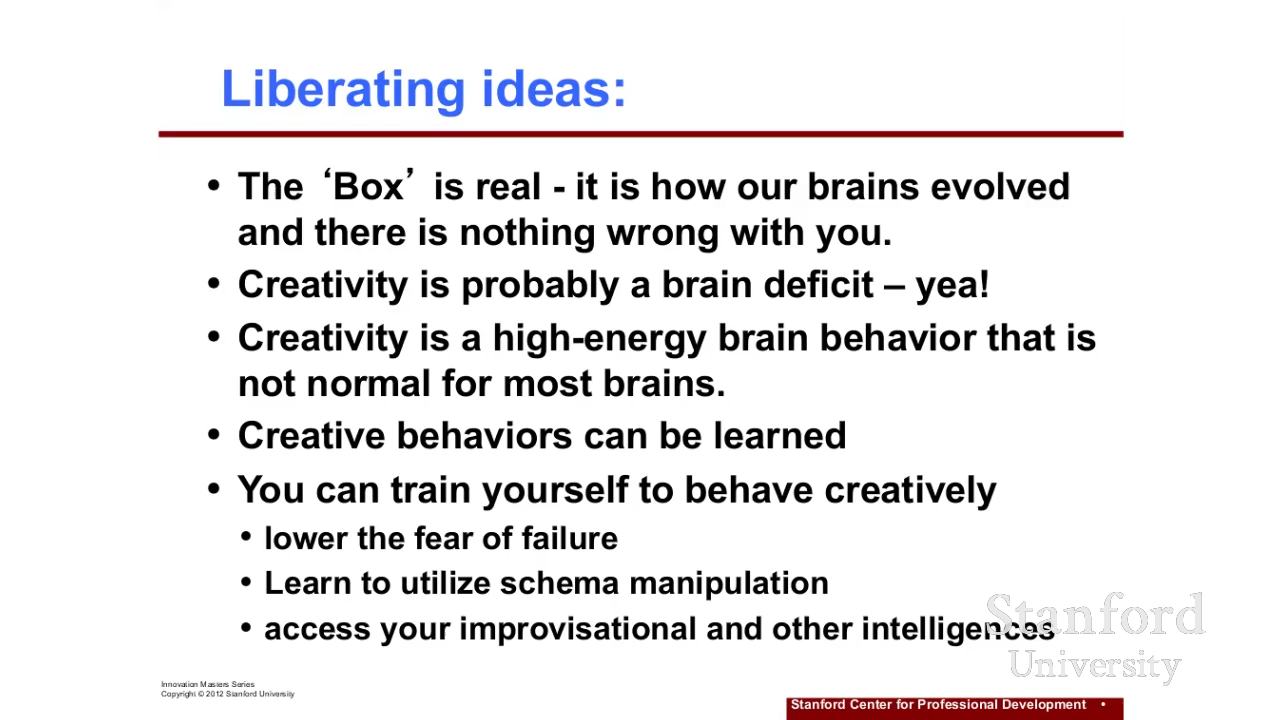 Liberating ideas:
• The ‘Box’ is real - it is how our brains evolved
and there is nothing wrong with you.
• Creativity is probably a brain deficit – yea!
• Creativity is a high-energy brain behavior that is
not normal for most brains.
• Creative behaviors can be learned
• You can train yourself to behave creatively
• lower the fear of failure
• Learn to utilize schema manipulation
• access your improvisational and other intelligences
Stanford
University
Innovation Masters Series
Copyright © 2012 Stanford University
Stanford Center for Professional Development •